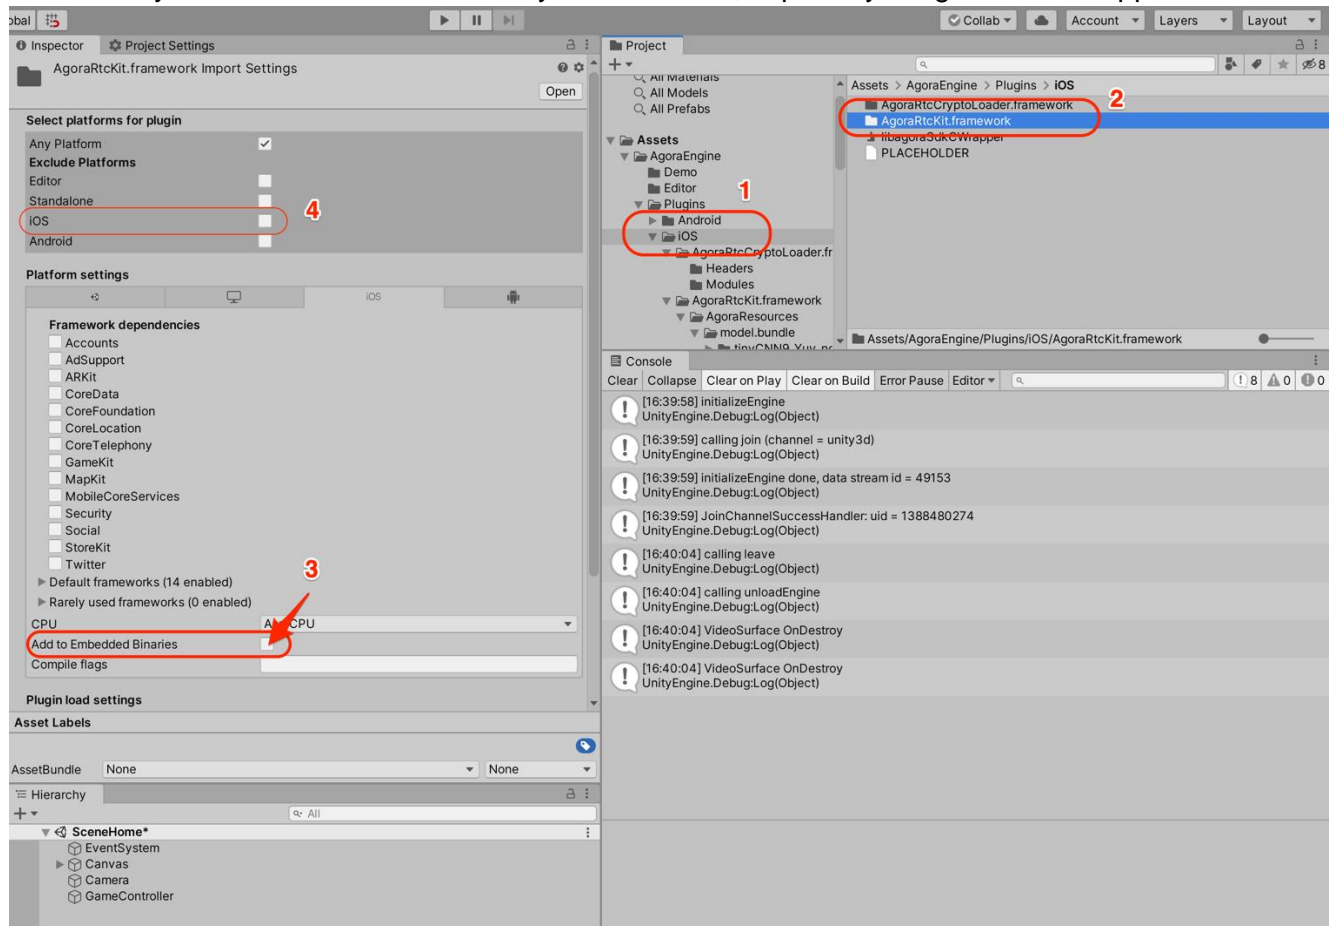 obal
Collab
Account
Layers
Layout
Inspector
Project Settings
AgoraRtcKit.framework Import Settings
Open
Select platforms for plugin
Any Platform
Exclude Platforms
Editor
Standalone
iOS
4
Android
Platform settings
iOS
Framework dependencies
Accounts
AdSupport
ARKit
CoreData
CoreFoundation
CoreLocation
CoreTelephony
GameKit
MapKit
MobileCoreServices
Security
Social
StoreKit
Twitter
3
Default frameworks (14 enabled)
Rarely used frameworks (0 enabled)
CPU
CPU
Add to Embedded Binaries
Compile flags
Plugin load settings
Asset Labels
AssetBundle None None
Hierarchy
All
SceneHome*
EventSystem
Canvas
Camera
GameController
Project
8
All Materials
All Models
All Prefabs
Assets
AgoraEngine
Demo
Editor
1
Plugins
Android
iOS
AgoraRtcCryptoLoader.fr
Headers
Modules
AgoraRtcKit.framework
AgoraResources
model.bundle
Assets > AgoraEngine > Plugins > iOS
2
AgoraRtcCryptoLoader.framework
AgoraRtcKit.framework
libagoraSdkCWrapper
PLACEHOLDER
Assets/AgoraEngine/Plugins/iOS/AgoraRtcKit.framework
Console
Clear Collapse Clear on Play Clear on Build Error Pause Editor 8 0 0
[16:39:58] initializeEngine
UnityEngine.Debug:Log(Object)
[16:39:59] calling join (channel = unity3d)
UnityEngine.Debug:Log(Object)
[16:39:59] initializeEngine done, data stream id = 49153
UnityEngine.Debug:Log(Object)
[16:39:59] JoinChannelSuccessHandler: uid = 1388480274
UnityEngine.Debug:Log(Object)
[16:40:04] calling leave
UnityEngine.Debug:Log(Object)
[16:40:04] calling unloadEngine
UnityEngine.Debug:Log(Object)
[16:40:04] VideoSurface OnDestroy
UnityEngine.Debug:Log(Object)
[16:40:04] VideoSurface OnDestroy
UnityEngine.Debug:Log(Object)